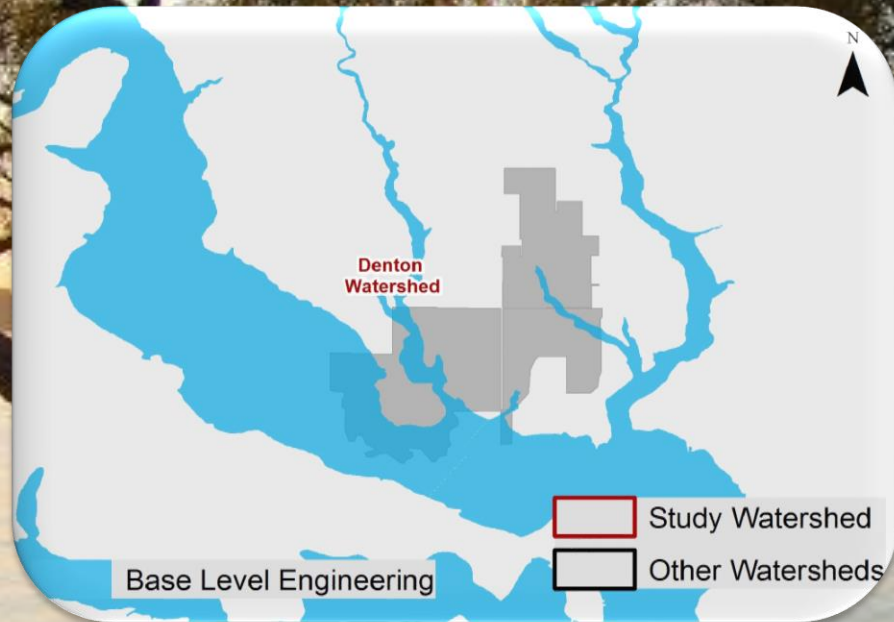 N
Denton
Watershed
Study Watershed
Other Watersheds
Base Level Engineering